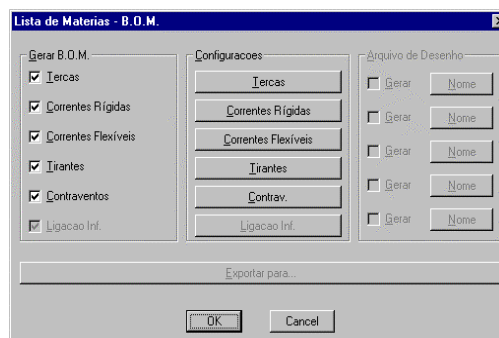 Lista de Materias - B.O.M.
Gerar B.O.M.
Tercas
Correntes Rígidas
Correntes Flexíveis
Tirantes
Contraventos
Ligacao Inf.
Configuracoes
Tercas
Correntes Rígidas
Correntes Flexíveis
Tirantes
Contrav.
Ligacao Inf.
Arquivo de Desenho
Gerar Nome
Gerar Nome
Gerar Nome
Gerar Nome
Gerar Nome
Exportar para...
OK Cancel